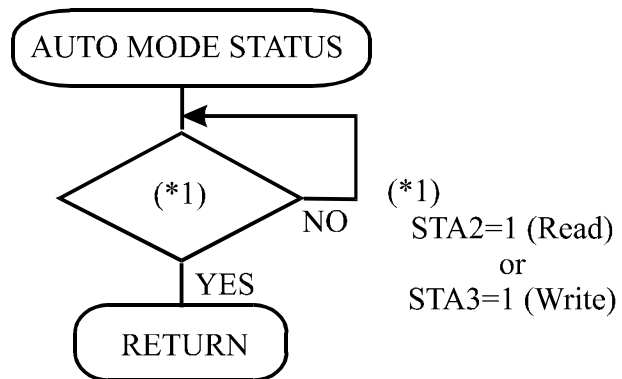 AUTO MODE STATUS
(*1)
NO
YES
RETURN
(*1)
STA2=1 (Read)
or
STA3=1 (Write)